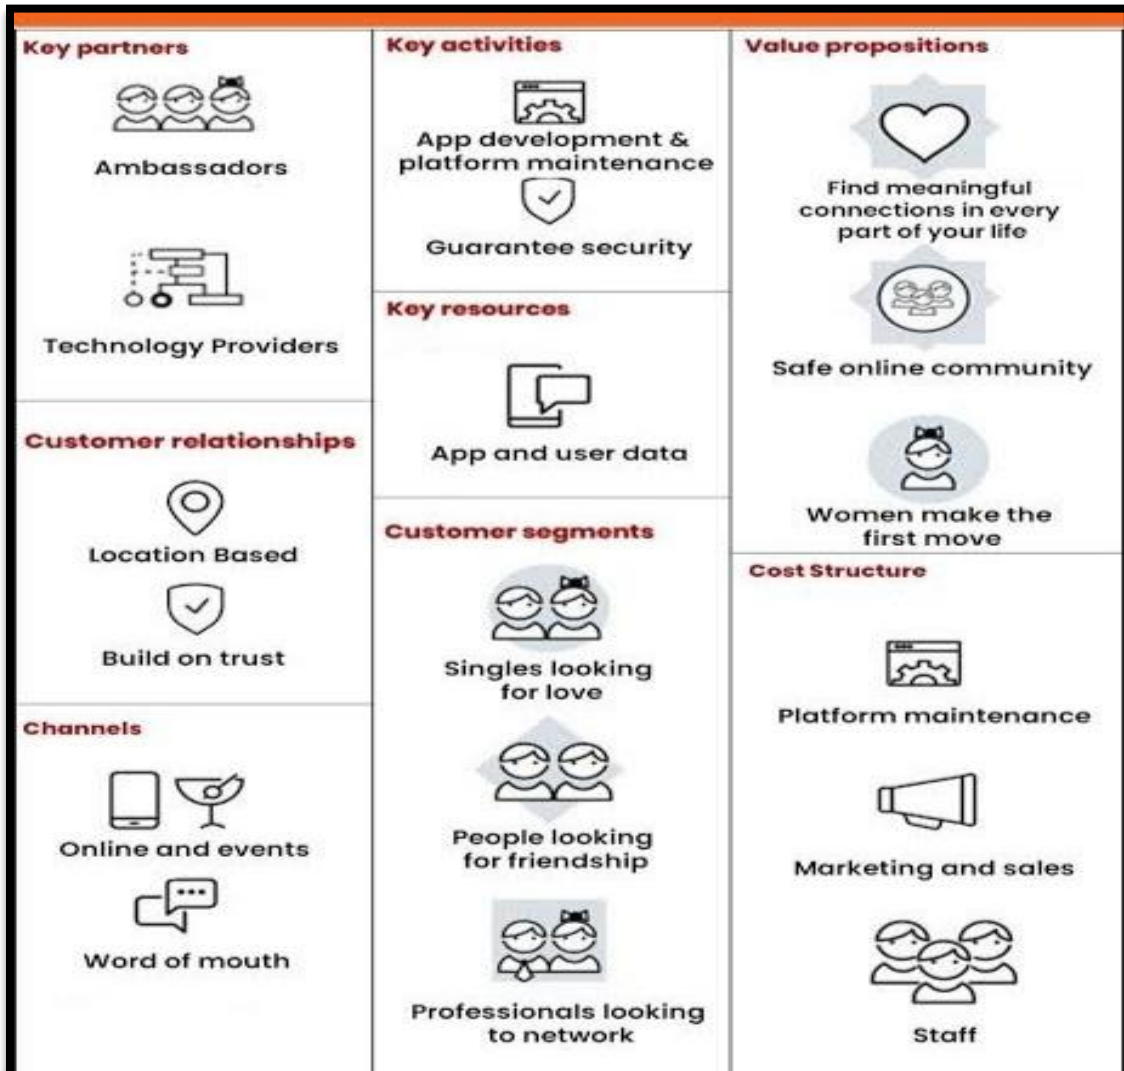 Key partners
Ambassadors
Technology Providers
Customer relationships
Location Based
Build on trust
Channels
Online and events
Word of mouth
Key activities
App development &
platform maintenance
Guarantee security
Key resources
App and user data
Customer segments
Singles looking
for love
People looking
for friendship
Professionals looking
to network
Value propositions
Find meaningful
connections in every
part of your life
Safe online community
Women make the
first move
Cost Structure
Platform maintenance
Marketing and sales
Staff